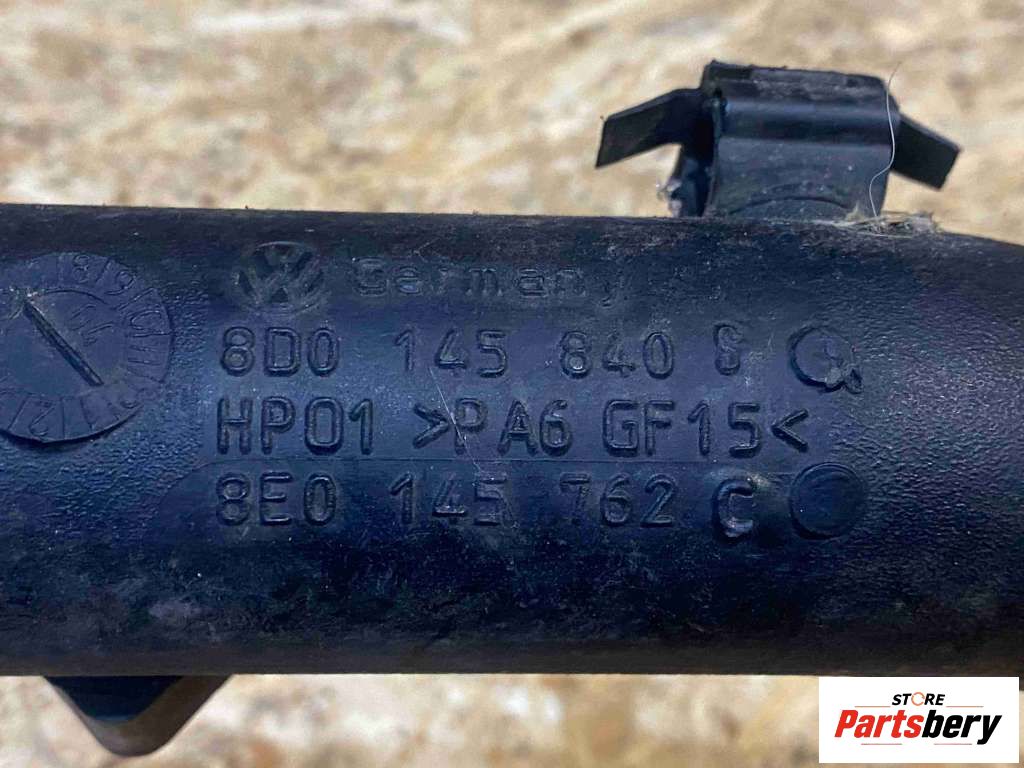 Germany
8D0 145 840
HP01 >PA6 GF15<
8E0 145 762 C
STORE
Partsbery